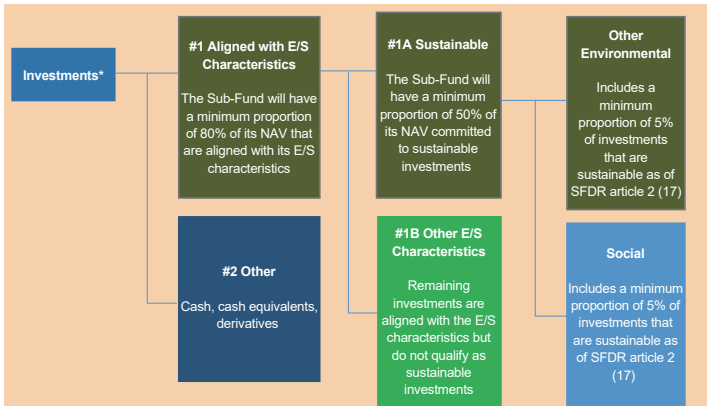 Investments*
#1 Aligned with E/S
Characteristics
The Sub-Fund will have
a minimum proportion
of 80% of its NAV that
are aligned with its E/S
characteristics
#2 Other
Cash, cash equivalents,
derivatives
#1A Sustainable
The Sub-Fund will
have a minimum
proportion of 50% of
its NAV committed
to sustainable
investments
#1B Other E/S
Characteristics
Remaining
investments are
aligned with the E/S
characteristics but
do not qualify as
sustainable
investments
Other
Environmental
Includes a
minimum
proportion of 5%
of investments
that are
sustainable as of
SFDR article 2 (17)
Social
Includes a minimum
proportion of 5% of
investments that
are sustainable as
of SFDR article 2
(17)